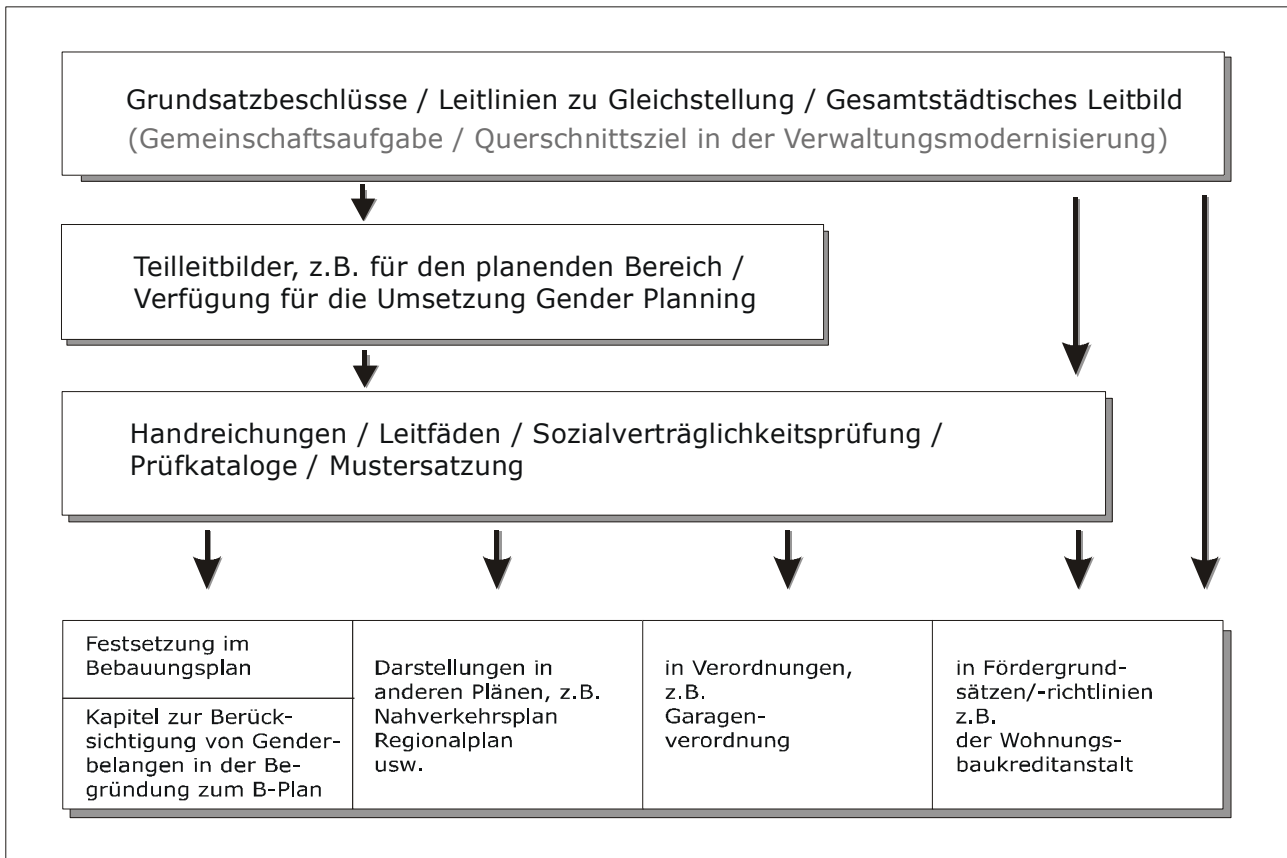 Grundsatzbeschlüsse / Leitlinien zu Gleichstellung / Gesamtstädtisches Leitbild
(Gemeinschaftsaufgabe / Querschnittsziel in der Verwaltungsmodernisierung)
Teilleitbilder, z.B. für den planenden Bereich /
Verfügung für die Umsetzung Gender Planning
Handreichungen / Leitfäden / Sozialverträglichkeitsprüfung /
Prüfkataloge / Mustersatzung
Festsetzung im
Bebauungsplan
Kapitel zur Berück-
sichtigung von Gender-
belangen in der Be-
gründung zum B-Plan
Darstellungen in
anderen Plänen, z.B.
Nahverkehrsplan
Regionalplan
usw.
in Verordnungen,
z.B.
Garagen-
verordnung
in Fördergrund-
sätzen/-richtlinien
z.B.
der Wohnungs-
baukreditanstalt